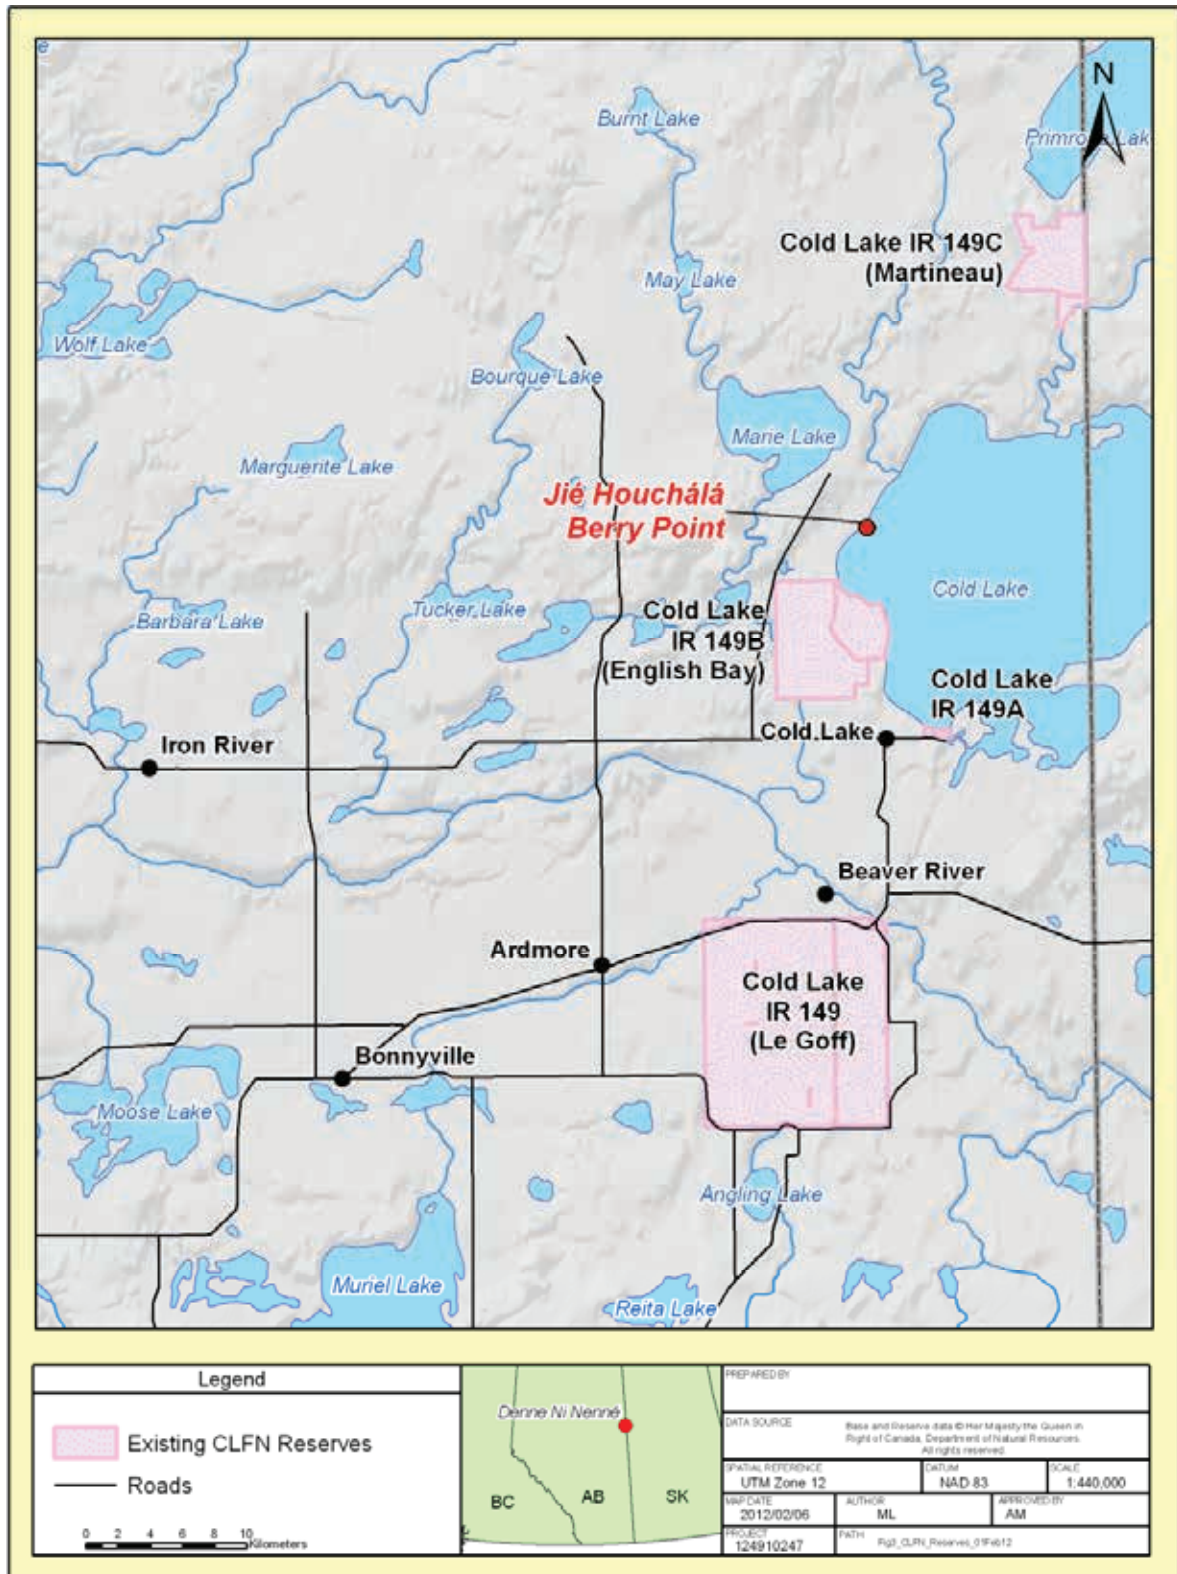 N
Burnt Lake
Primrose Lake
Cold Lake IR 149C
(Martineau)
May Lake
Wolf Lake
Bourque Lake
Marie Lake
Marguerite Lake
Jié Houchálá
Berry Point
Cold Lake
Tucker Lake
Barbara Lake
Cold Lake
IR 149B
(English Bay)
Cold Lake
IR 149A
Iron River
Cold Lake
Beaver River
Ardmore
Cold Lake
IR 149
(Le Goff)
Bonnyville
Moose Lake
Angling Lake
Muriel Lake
Reita Lake
Legend
Existing CLFN Reserves
Roads
0 2 4 6 8 10
Kilometers
Denne Ni Nenné
BC AB SK
PREPARED BY
DATA SOURCE
Base and Reserve data © Her Majesty the Queen in
Right of Canada, Department of Natural Resources.
All rights reserved.
SPATIAL REFERENCE
UTM Zone 12
DATUM
NAD 83
SCALE
1:440,000
MAP DATE
2012/02/06
AUTHOR
ML
APPROVED BY
AM
PROJECT
124910247
PATH
Fig3_CLFN_Reserves_01Feb12